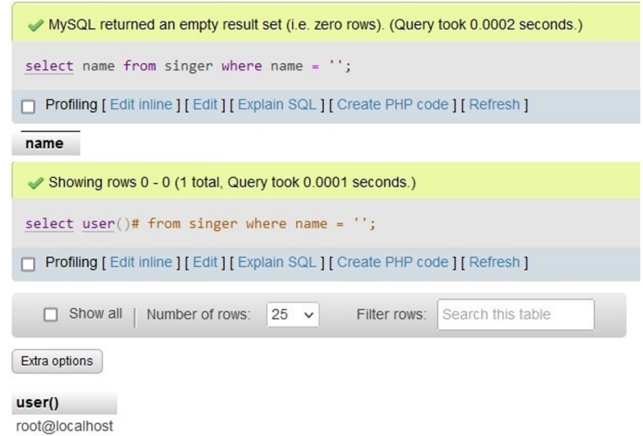 MySQL returned an empty result set (i.e. zero rows). (Query took 0.0002 seconds.)
select name from singer where name = '';
Profiling [ Edit inline ] [ Edit ] [ Explain SQL ] [ Create PHP code ] [ Refresh ]
name
Showing rows 0 - 0 (1 total, Query took 0.0001 seconds.)
select user()# from singer where name = '';
Profiling [ Edit inline ] [ Edit ] [ Explain SQL ] [ Create PHP code ] [ Refresh ]
Show all | Number of rows: 25 Filter rows: Search this table
Extra options
user()
root@localhost